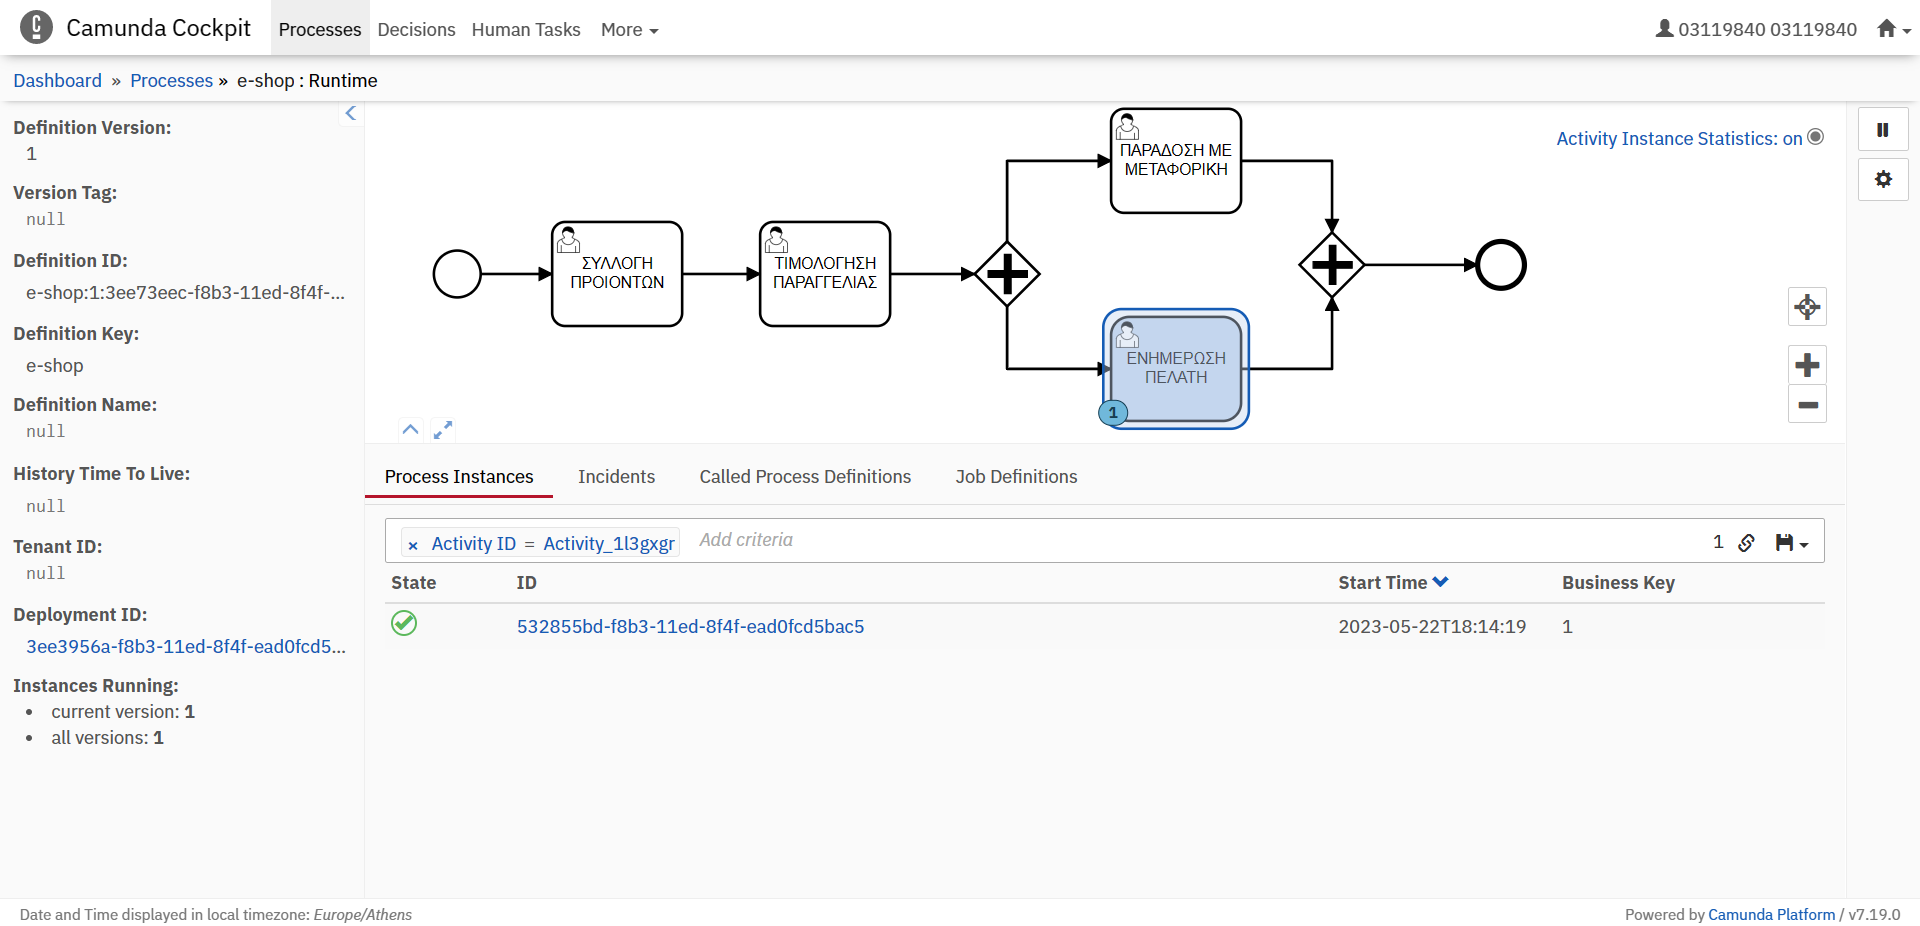 Camunda Cockpit
Processes
Decisions
Human Tasks
More
03119840 03119840
Dashboard » Processes » e-shop : Runtime
Definition Version:
1
Version Tag:
null
Definition ID:
e-shop:1:3ee73eec-f8b3-11ed-8f4f-...
Definition Key:
e-shop
Definition Name:
null
History Time To Live:
null
Tenant ID:
null
Deployment ID:
3ee3956a-f8b3-11ed-8f4f-ead0fcd5...
Instances Running:
• current version: 1
• all versions: 1
ΣΥΛΛΟΓΗ
ΠΡΟΙΟΝΤΩΝ
ΤΙΜΟΛΟΓΗΣΗ
ΠΑΡΑΓΓΕΛΙΑΣ
ΠΑΡΑΔΟΣΗ ΜΕ
ΜΕΤΑΦΟΡΙΚΗ
ΕΝΗΜΕΡΩΣΗ
ΠΕΛΑΤΗ
1
Activity Instance Statistics: on
Process Instances
Incidents
Called Process Definitions
Job Definitions
× Activity ID = Activity_1l3gxgr
Add criteria
1
State ID Start Time Business Key
532855bd-f8b3-11ed-8f4f-ead0fcd5bac5 2023-05-22T18:14:19 1
Date and Time displayed in local timezone: Europe/Athens
Powered by Camunda Platform / v7.19.0